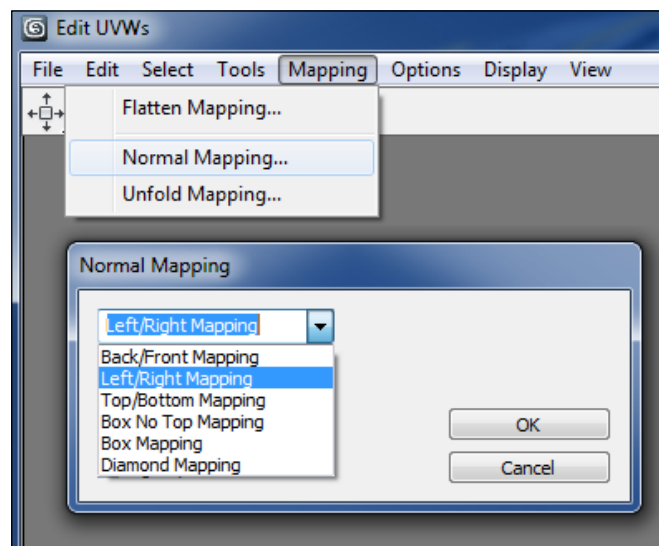 Edit UVWs
File Edit Select Tools Mapping Options Display View
Flatten Mapping...
Normal Mapping...
Unfold Mapping...
Normal Mapping
Left/Right Mapping
Back/Front Mapping
Left/Right Mapping
Top/Bottom Mapping
Box No Top Mapping
Box Mapping
Diamond Mapping
OK
Cancel